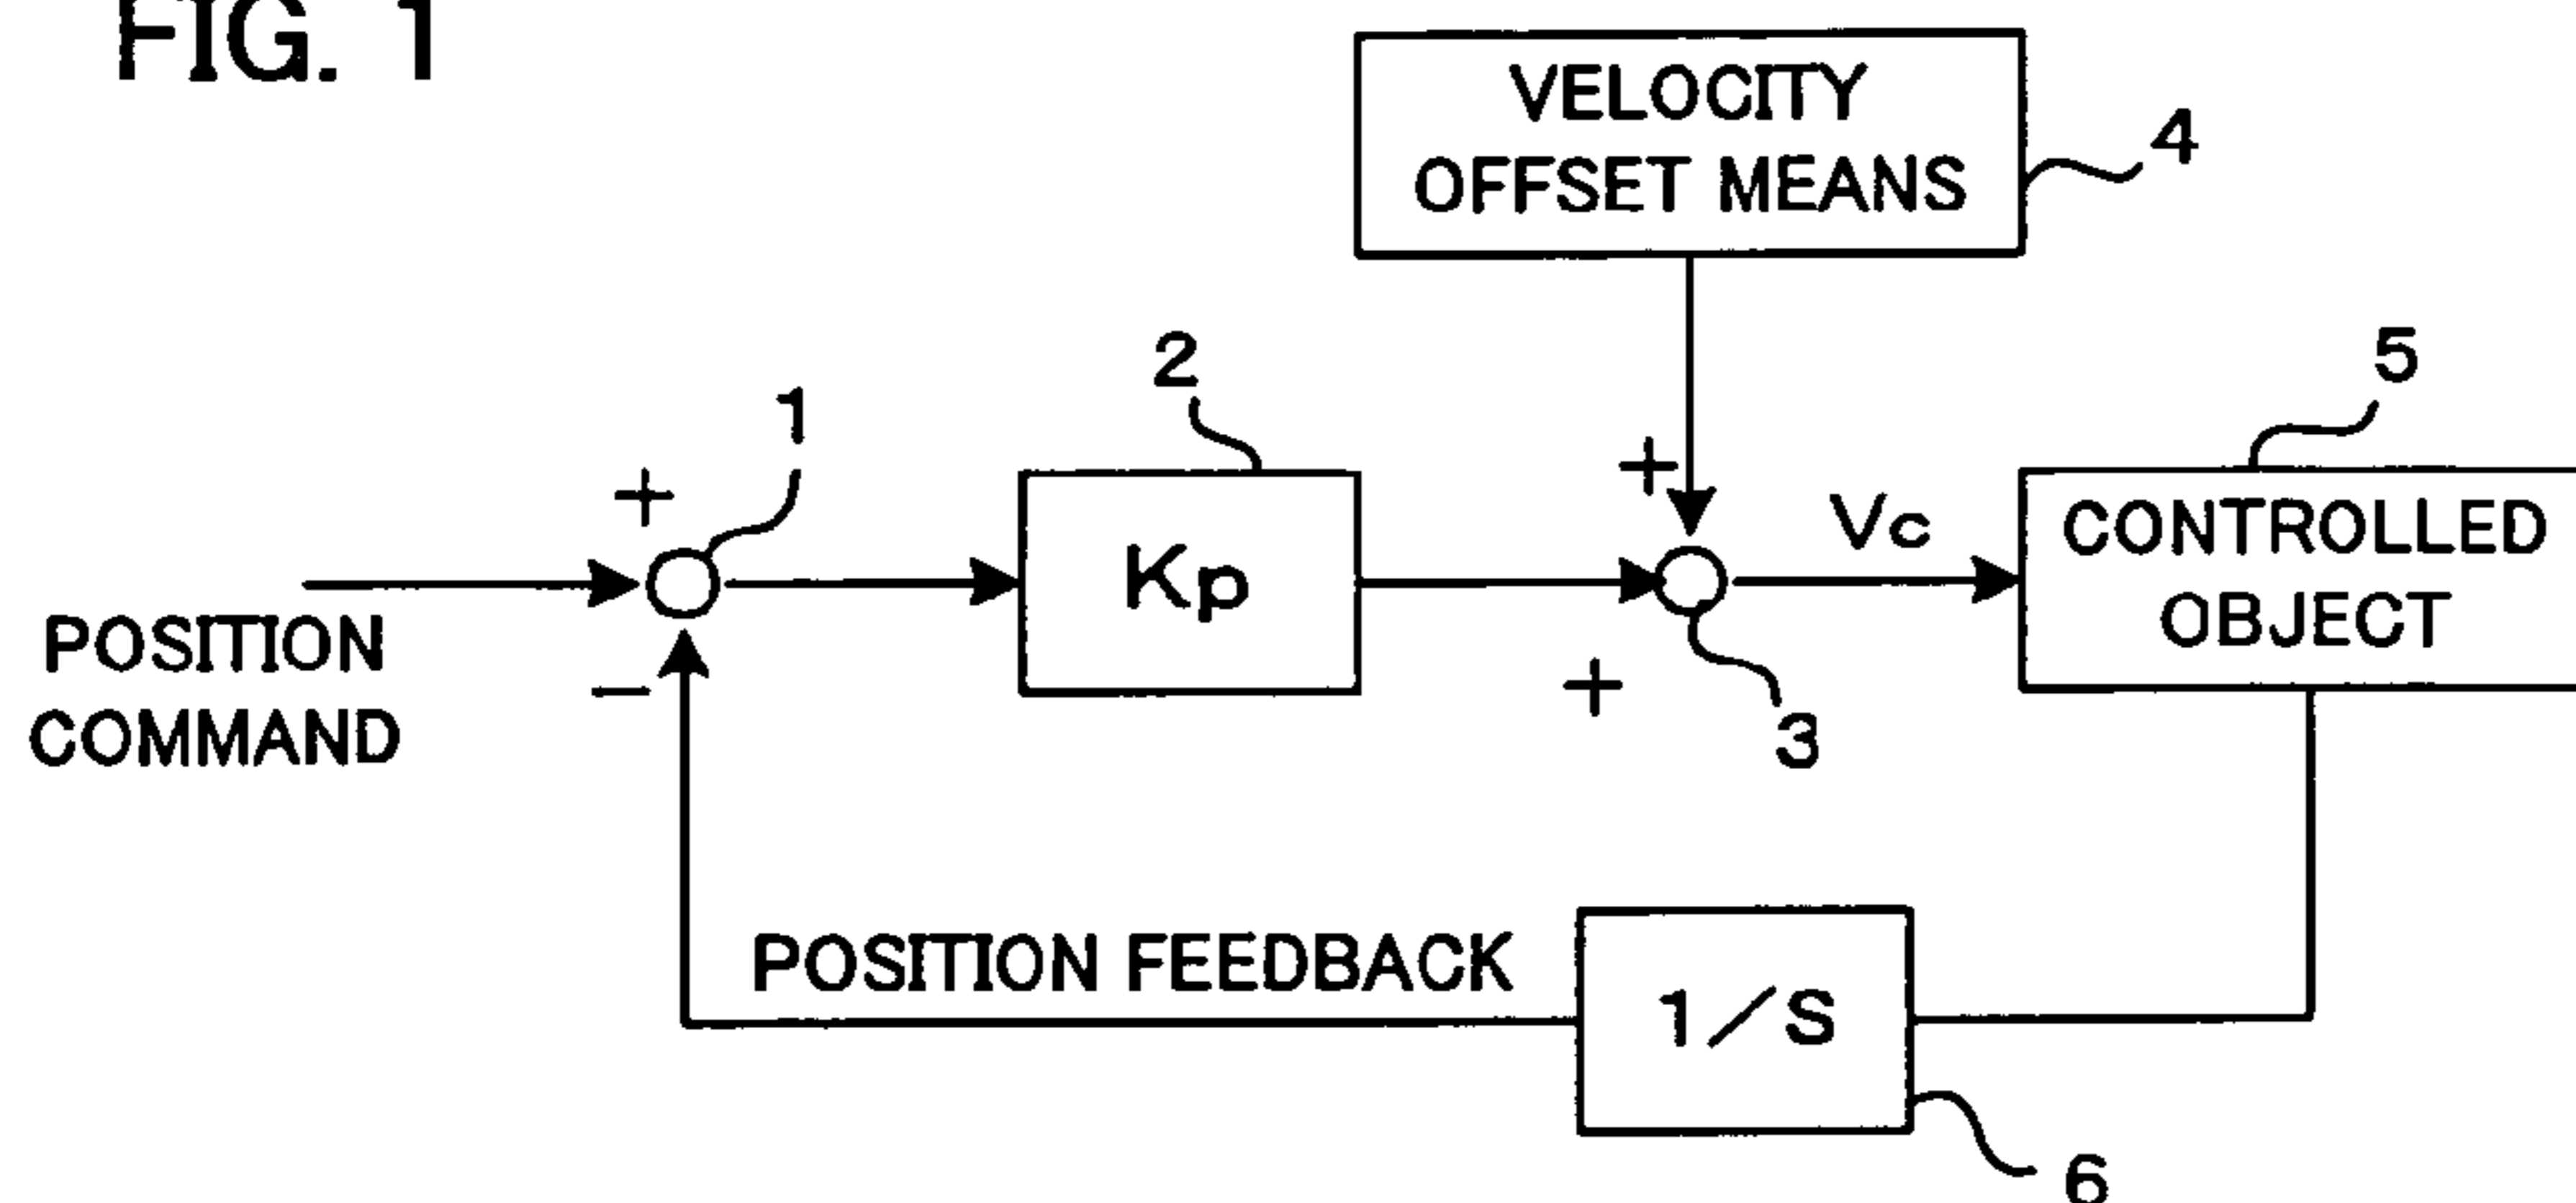 FIG. 1
VELOCITY
OFFSET MEANS
4
5
2
1
+
+
Vc
CONTROLLED
OBJECT
Kp
POSITION
COMMAND
−
+
3
POSITION FEEDBACK
1/S
6